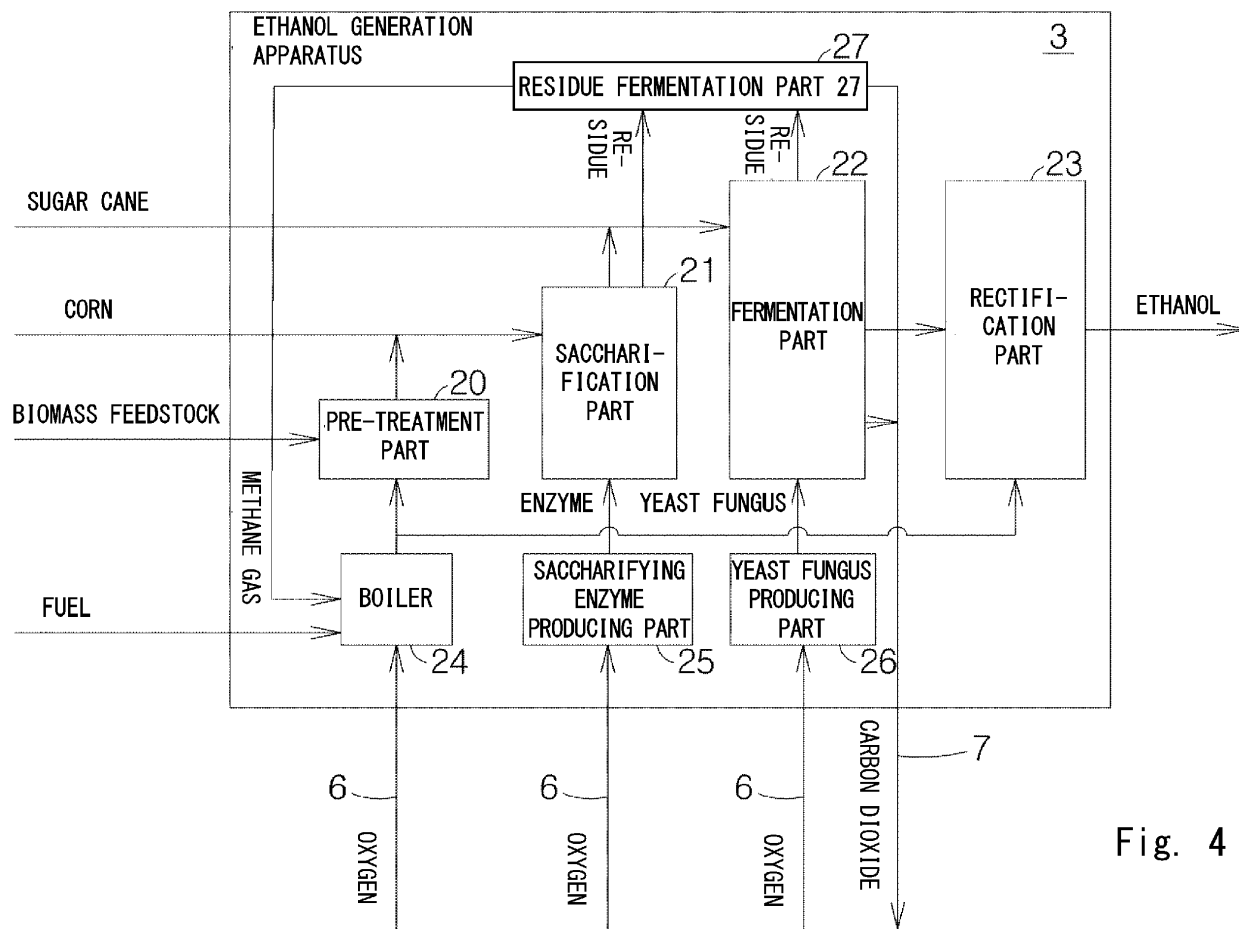 ETHANOL GENERATION
APPARATUS
3
27
RESIDUE FERMENTATION PART 27
RE-
SIDUE
RE-
SIDUE
22
23
SUGAR CANE
21
CORN
FERMENTATION
PART
RECTIFI-
CATION
PART
ETHANOL
SACCHARI-
FICATION
PART
20
BIOMASS FEEDSTOCK
PRE-TREATMENT
PART
METHANE GAS
ENZYME
YEAST FUNGUS
BOILER
SACCHARIFYING
ENZYME
PRODUCING PART
YEAST FUNGUS
PRODUCING
PART
FUEL
24
25
26
6
6
6
7
OXYGEN
OXYGEN
OXYGEN
CARBON DIOXIDE
Fig. 4